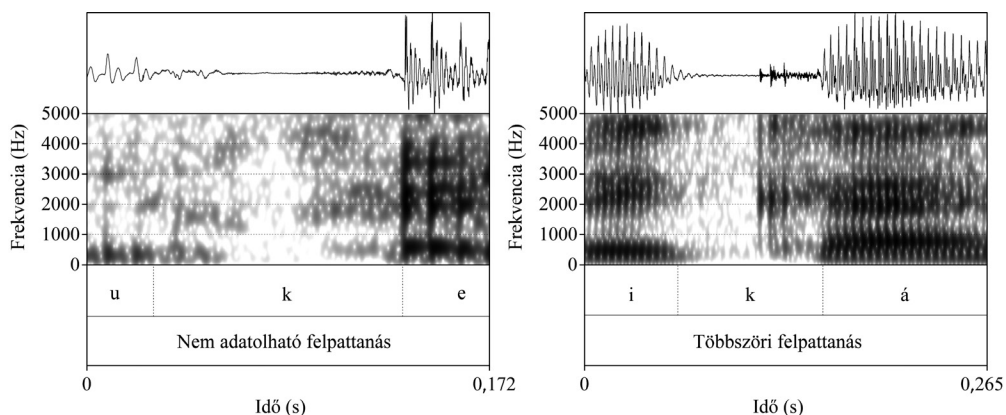 5000
4000
3000
2000
1000
0
Frekvencia (Hz)
u k e
Nem adatolható felpattanás
0 0,172
Idő (s)
5000
4000
3000
2000
1000
0
Frekvencia (Hz)
i k á
Többszöri felpattanás
0 0,265
Idő (s)